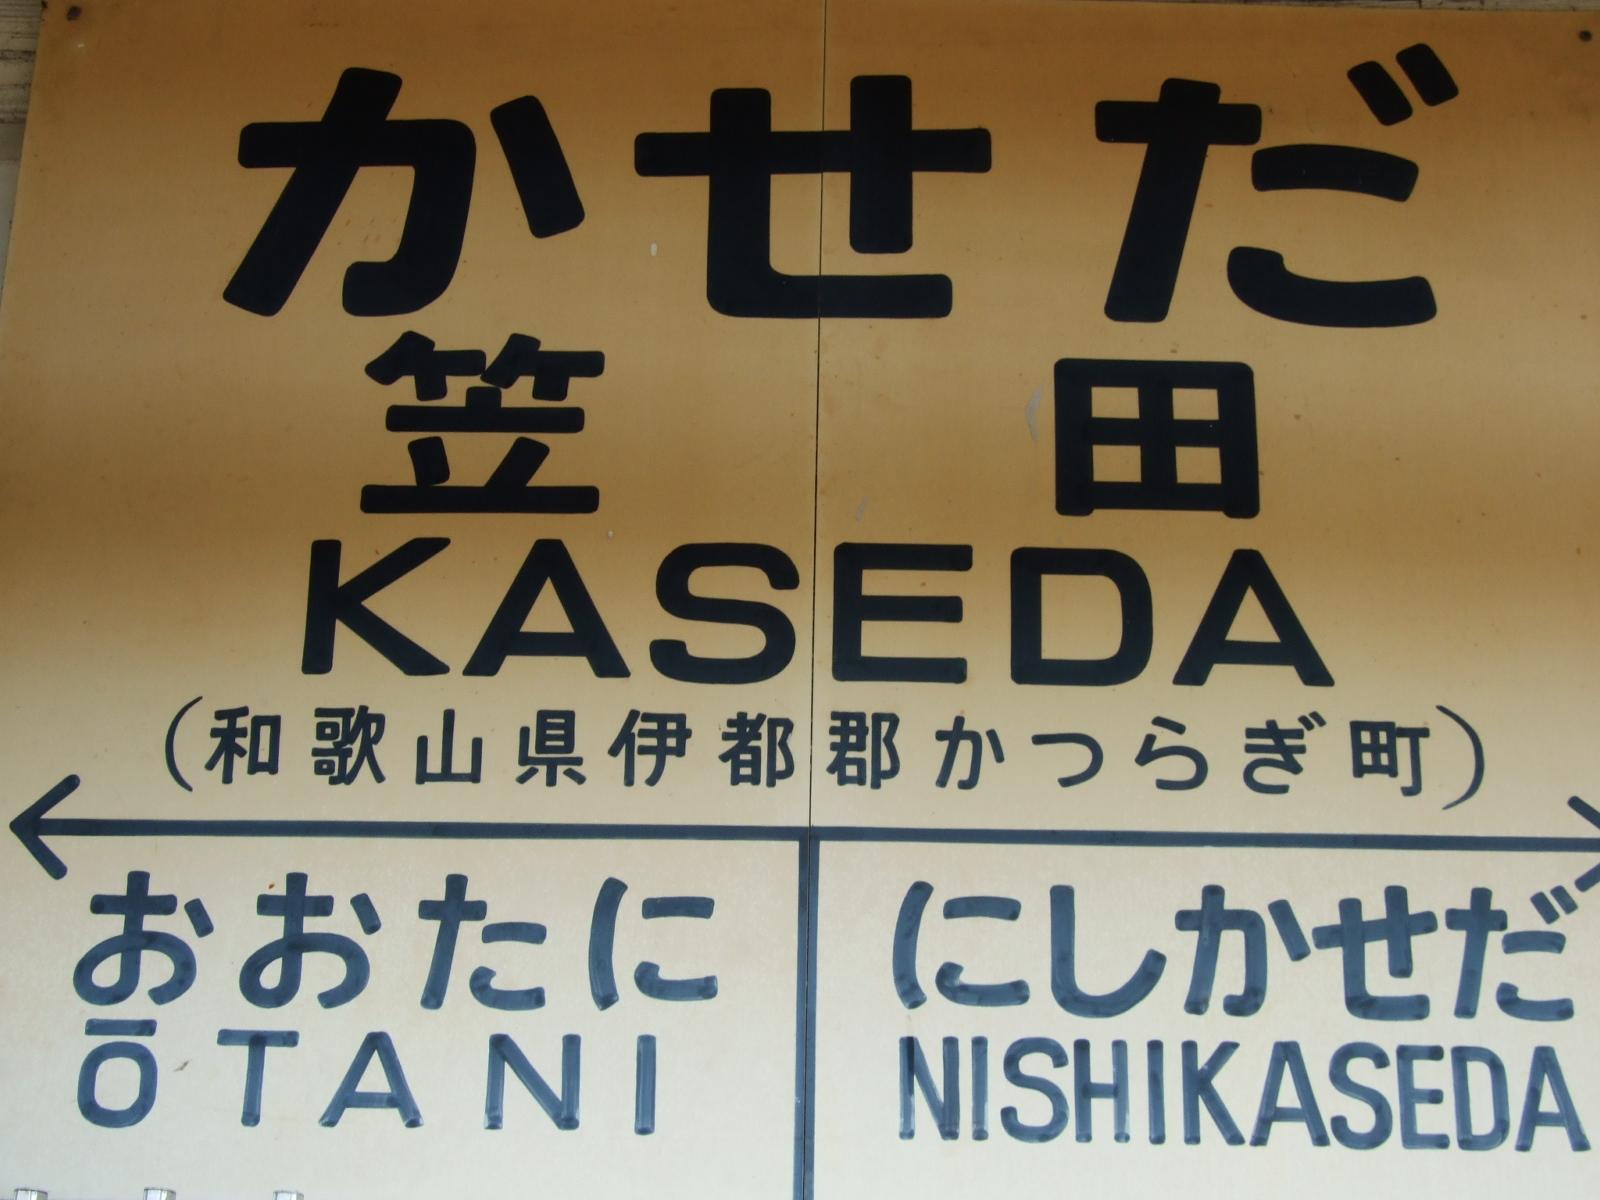 かせだ
笠田
KASEDA
(和歌山県伊都郡かつらぎ町)
おおたに にしかせだ
ŌTANI NISHIKASEDA